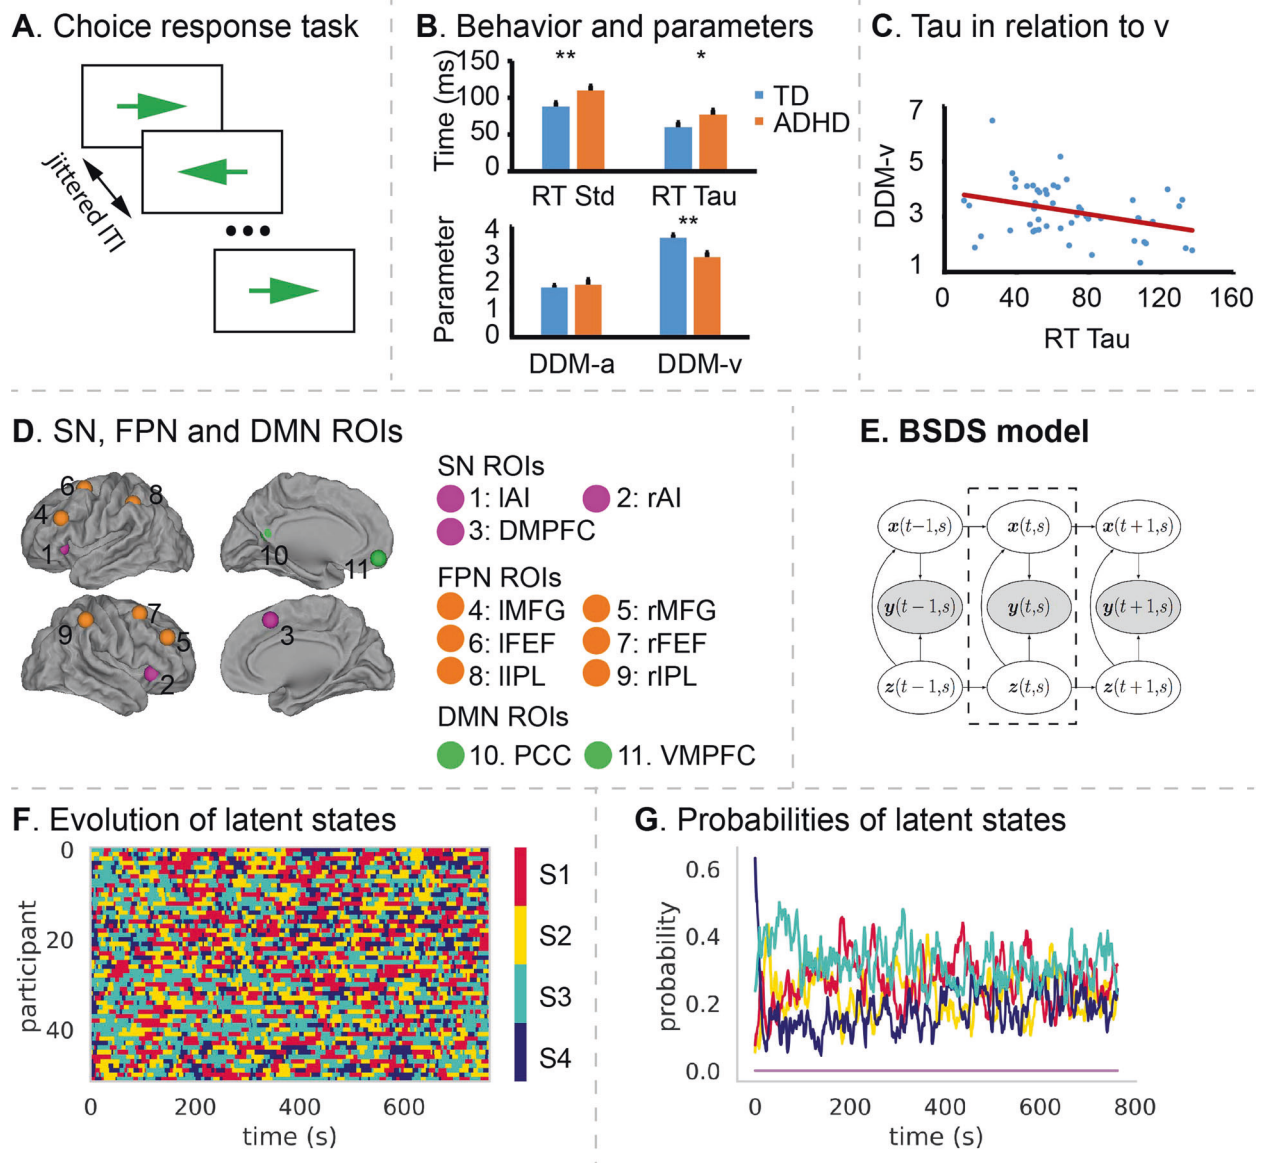 A. Choice response task
jittered ITI
B. Behavior and parameters
Time (ms)
150
100
50
0
**
*
TD
ADHD
RT Std
RT Tau
Parameter
4
3
2
1
0
**
DDM-a
DDM-v
C. Tau in relation to v
DDM-v
7
5
3
1
0
40
80
120
160
RT Tau
D. SN, FPN and DMN ROIs
6
8
4
1
10
11
7
9
5
2
3
SN ROIs
1: lAI
2: rAI
3: DMPFC
FPN ROIs
4: lMFG
5: rMFG
6: lFEF
7: rFEF
8: lIPL
9: rIPL
DMN ROIs
10. PCC
11. VMPFC
E. BSDS model
x(t−1,s)
x(t,s)
x(t+1,s)
y(t−1,s)
y(t,s)
y(t+1,s)
z(t−1,s)
z(t,s)
z(t+1,s)
F. Evolution of latent states
participant
0
20
40
0
200
400
600
time (s)
S1
S2
S3
S4
G. Probabilities of latent states
probability
0.6
0.4
0.2
0.0
0
200
400
600
800
time (s)